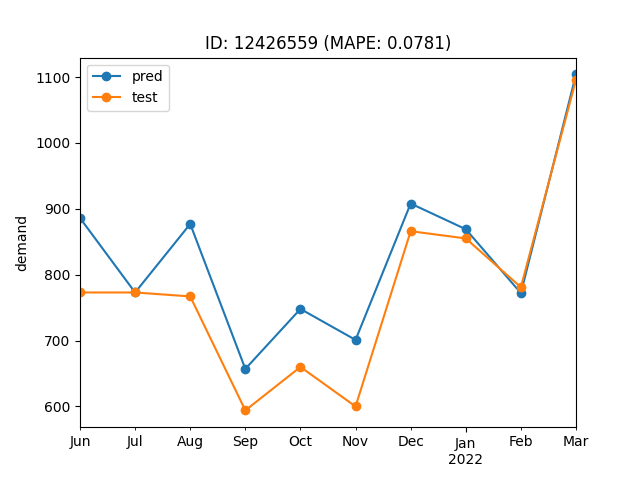 ID: 12426559 (MAPE: 0.0781)
pred
test
1100
1000
900
800
700
600
demand
Jun Jul Aug Sep Oct Nov Dec Jan Feb Mar
2022